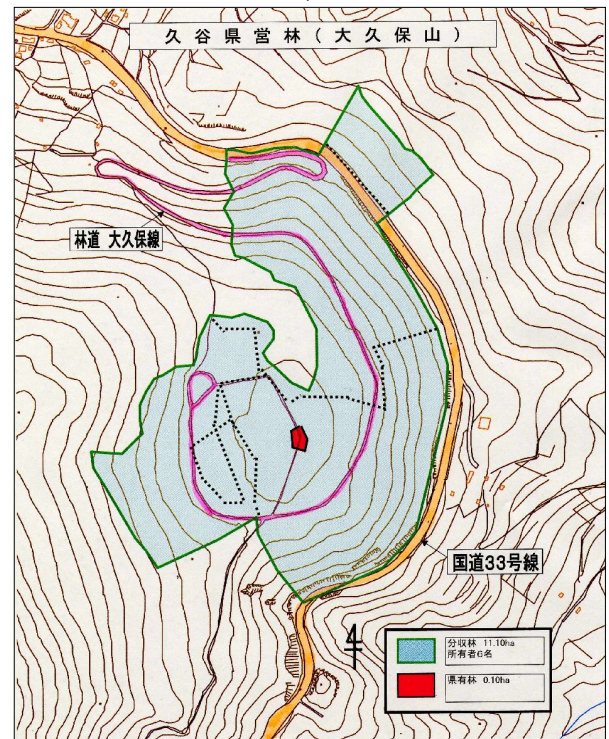 久谷県営林（大久保山）
林道 大久保線
国道33号線
分収林 11.10ha
所有者6名
県有林 0.10ha